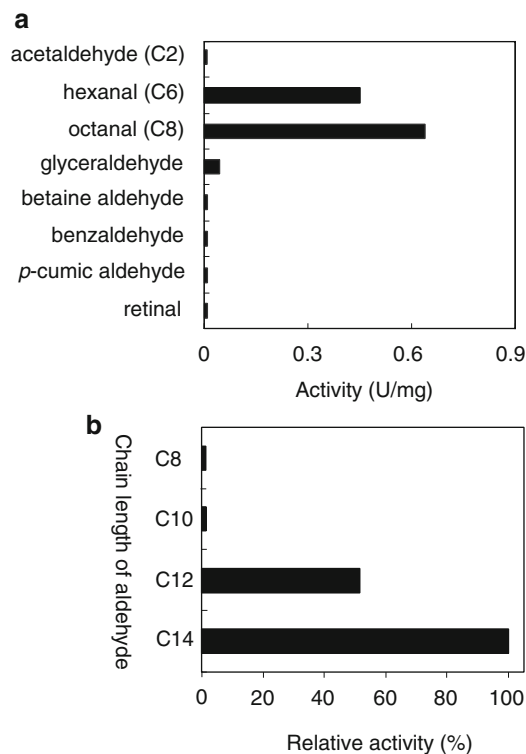 a
acetaldehyde (C2)
hexanal (C6)
octanal (C8)
glyceraldehyde
betaine aldehyde
benzaldehyde
p-cumic aldehyde
retinal
0 0.3 0.6 0.9
Activity (U/mg)
b
Chain length of aldehyde
C8
C10
C12
C14
0 20 40 60 80 100
Relative activity (%)